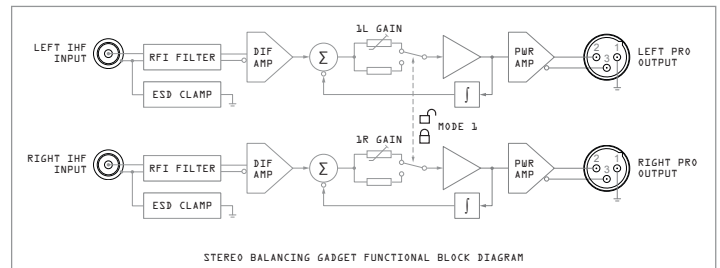 1L GAIN
LEFT IHF
INPUT
RFI FILTER
DIF
AMP
Σ
PWR
AMP
2
3
1
LEFT PRO
OUTPUT
ESD CLAMP
∫
MODE 1
1R GAIN
RIGHT IHF
INPUT
RFI FILTER
DIF
AMP
Σ
PWR
AMP
2
3
1
RIGHT PRO
OUTPUT
ESD CLAMP
∫
STEREO BALANCING GADGET FUNCTIONAL BLOCK DIAGRAM